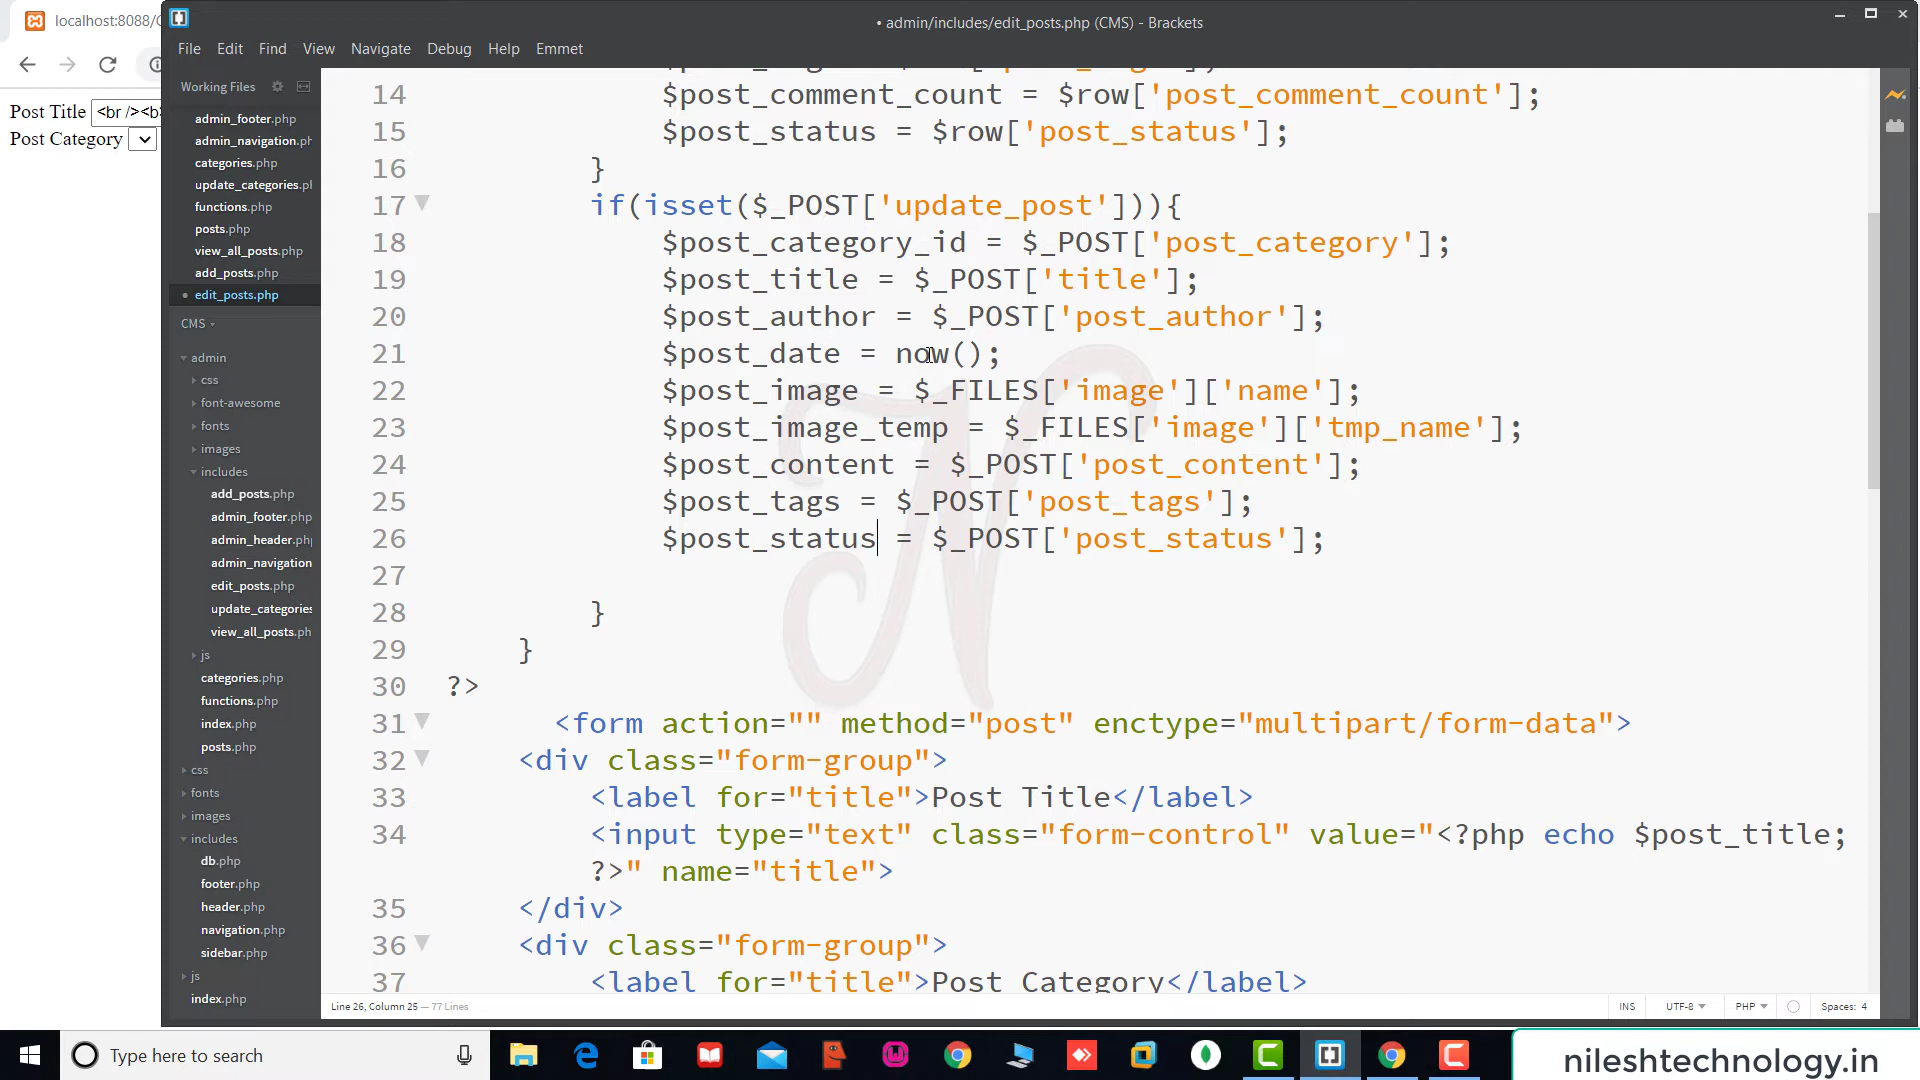 localhost:8088/C
Post Title <br /><b>
Post Category
admin/includes/edit_posts.php (CMS) - Brackets
File Edit Find View Navigate Debug Help Emmet
Working Files
admin_footer.php
admin_navigation.ph
categories.php
update_categories.pl
functions.php
posts.php
view_all_posts.php
add_posts.php
edit_posts.php
CMS
admin
css
font-awesome
fonts
images
includes
add_posts.php
admin_footer.php
admin_header.php
admin_navigation
edit_posts.php
update_categories
view_all_posts.ph
js
categories.php
functions.php
index.php
posts.php
css
fonts
images
includes
db.php
footer.php
header.php
navigation.php
sidebar.php
js
index.php
14 $post_comment_count = $row['post_comment_count'];
15 $post_status = $row['post_status'];
16 }
17 if(isset($_POST['update_post'])){
18 $post_category_id = $_POST['post_category'];
19 $post_title = $_POST['title'];
20 $post_author = $_POST['post_author'];
21 $post_date = now();
22 $post_image = $_FILES['image']['name'];
23 $post_image_temp = $_FILES['image']['tmp_name'];
24 $post_content = $_POST['post_content'];
25 $post_tags = $_POST['post_tags'];
26 $post_status = $_POST['post_status'];
27
28 }
29 }
30 ?>
31 <form action="" method="post" enctype="multipart/form-data">
32 <div class="form-group">
33 <label for="title">Post Title</label>
34 <input type="text" class="form-control" value="<?php echo $post_title;
?>" name="title">
35 </div>
36 <div class="form-group">
37 <label for="title">Post Category</label>
Line 26, Column 25 — 77 Lines
INS UTF-8 PHP Spaces: 4
Type here to search
nileshtechnology.in